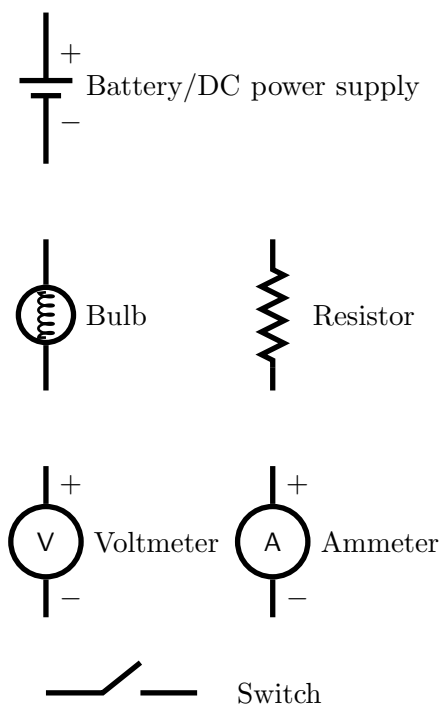 +
Battery/DC power supply
−
Bulb
Resistor
+
+
V
Voltmeter
A
Ammeter
−
−
Switch